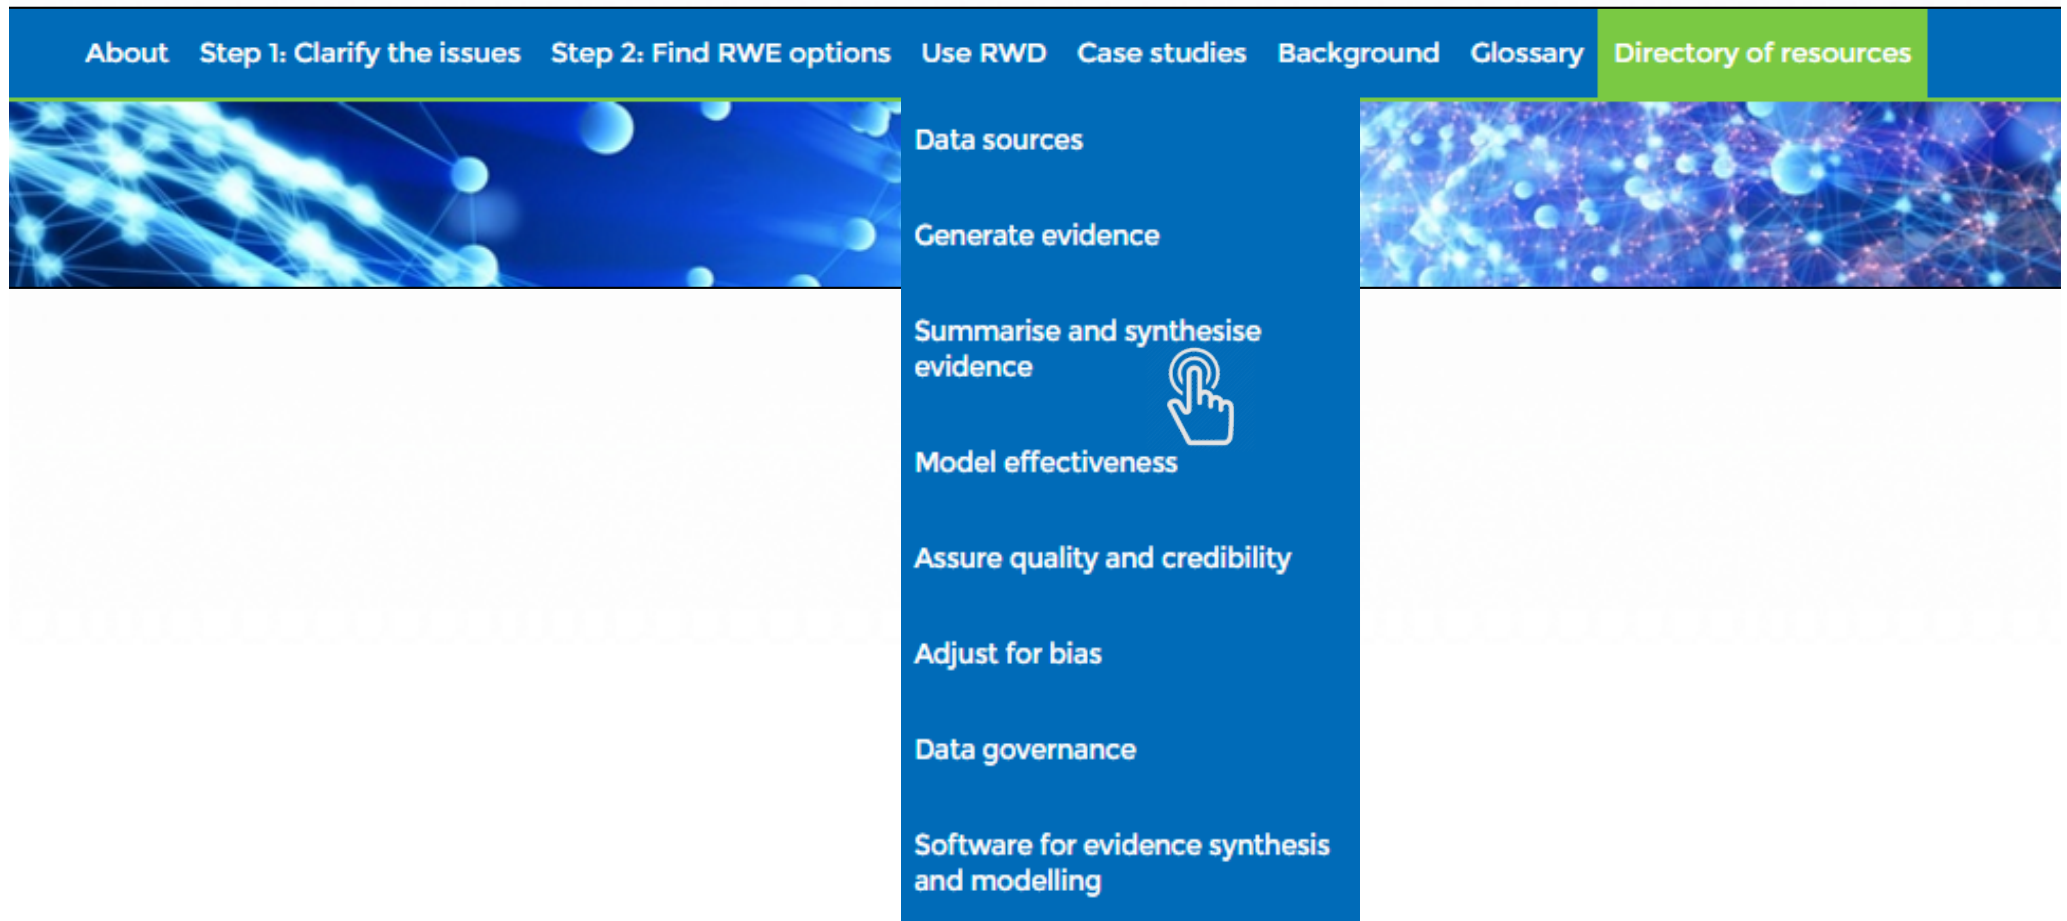 About Step 1: Clarify the issues Step 2: Find RWE options Use RWD Case studies Background Glossary Directory of resources
Data sources
Generate evidence
Summarise and synthesise
evidence
Model effectiveness
Assure quality and credibility
Adjust for bias
Data governance
Software for evidence synthesis
and modelling